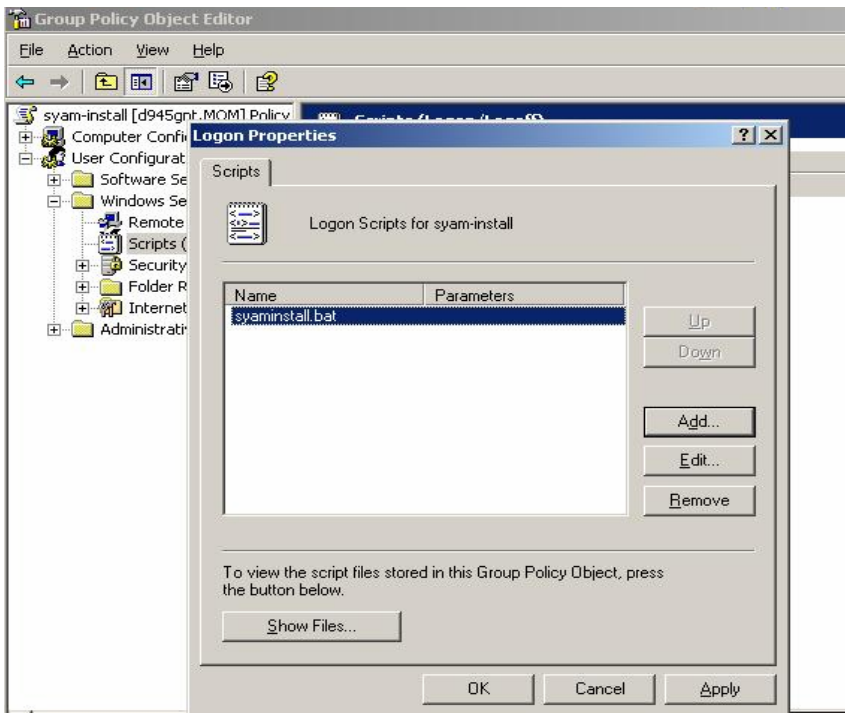 Group Policy Object Editor
File Action View Help
syam-install [d945gnt.MOM] Policy
Computer Confi
User Configurat
Software Se
Windows Se
Remote
Scripts (
Security
Folder R
Internet
Administrati
Scripts (Logon/Logoff)
Logon Properties
Scripts
Logon Scripts for syam-install
Name Parameters
syaminstall.bat
Up
Down
Add...
Edit...
Remove
To view the script files stored in this Group Policy Object, press
the button below.
Show Files...
OK Cancel Apply